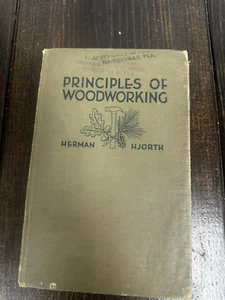 PRINCIPLES OF
WOODWORKING
HERMAN HJORTH